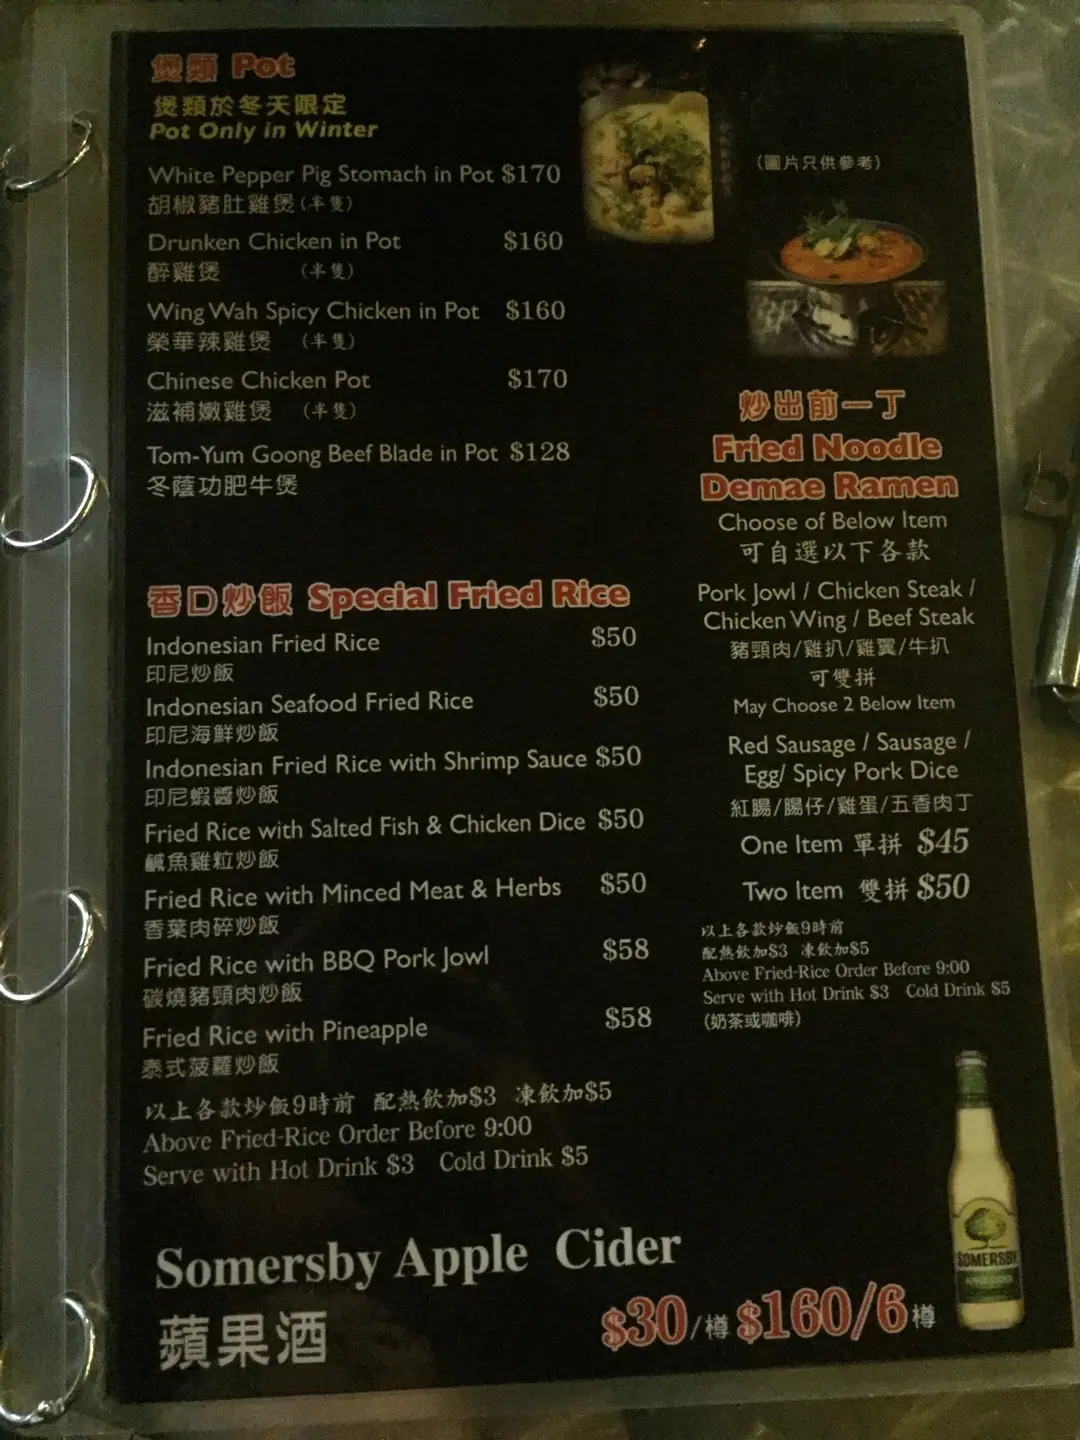 煲類 Pot
煲類於冬天限定
Pot Only in Winter
White Pepper Pig Stomach in Pot $170
胡椒豬肚雞煲(半隻)
Drunken Chicken in Pot $160
醉雞煲 (半隻)
Wing Wah Spicy Chicken in Pot $160
榮華辣雞煲 (半隻)
Chinese Chicken Pot $170
滋補嫩雞煲 (半隻)
Tom-Yum Goong Beef Blade in Pot $128
冬蔭功肥牛煲
香口炒飯 Special Fried Rice
Indonesian Fried Rice $50
印尼炒飯
Indonesian Seafood Fried Rice $50
印尼海鮮炒飯
Indonesian Fried Rice with Shrimp Sauce $50
印尼蝦醬炒飯
Fried Rice with Salted Fish & Chicken Dice $50
鹹魚雞粒炒飯
Fried Rice with Minced Meat & Herbs $50
香葉肉碎炒飯
Fried Rice with BBQ Pork Jowl $58
碳燒豬頸肉炒飯
Fried Rice with Pineapple $58
泰式菠蘿炒飯
以上各款炒飯9時前 配熱飲加$3 凍飲加$5
Above Fried-Rice Order Before 9:00
Serve with Hot Drink $3 Cold Drink $5
(圖片只供參考)
炒出前一丁
Fried Noodle
Demae Ramen
Choose of Below Item
可自選以下各款
Pork Jowl / Chicken Steak /
Chicken Wing / Beef Steak
豬頸肉/雞扒/雞翼/牛扒
可雙拼
May Choose 2 Below Item
Red Sausage / Sausage /
Egg/ Spicy Pork Dice
紅腸/腸仔/雞蛋/五香肉丁
One Item 單拼 $45
Two Item 雙拼 $50
以上各款炒飯9時前
配熱飲加$3 凍飲加$5
Above Fried-Rice Order Before 9:00
Serve with Hot Drink $3 Cold Drink $5
(奶茶或咖啡)
Somersby Apple Cider
蘋果酒
$30/樽 $160/6樽
SOMERSBY
APPLE CIDER